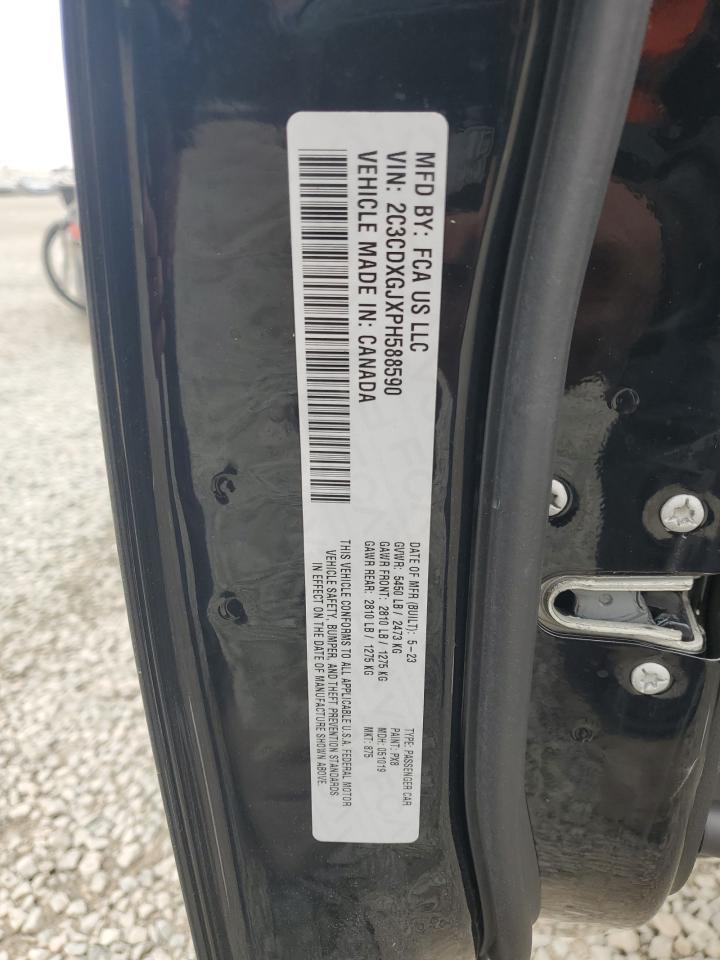 MFD BY: FCA US LLC
VIN: 2C3CDXGJXPH588590
VEHICLE MADE IN: CANADA
DATE OF MFR (BUILT): 5-23
GVWR: 5450 LB / 2473 KG
GAWR FRONT: 2810 LB / 1275 KG
GAWR REAR: 2810 LB / 1275 KG
TYPE: PASSENGER CAR
PAINT: PX8
MDH: 051019
MKT: 875
THIS VEHICLE CONFORMS TO ALL APPLICABLE U.S.A. FEDERAL MOTOR
VEHICLE SAFETY, BUMPER, AND THEFT PREVENTION STANDARDS
IN EFFECT ON THE DATE OF MANUFACTURE SHOWN ABOVE.